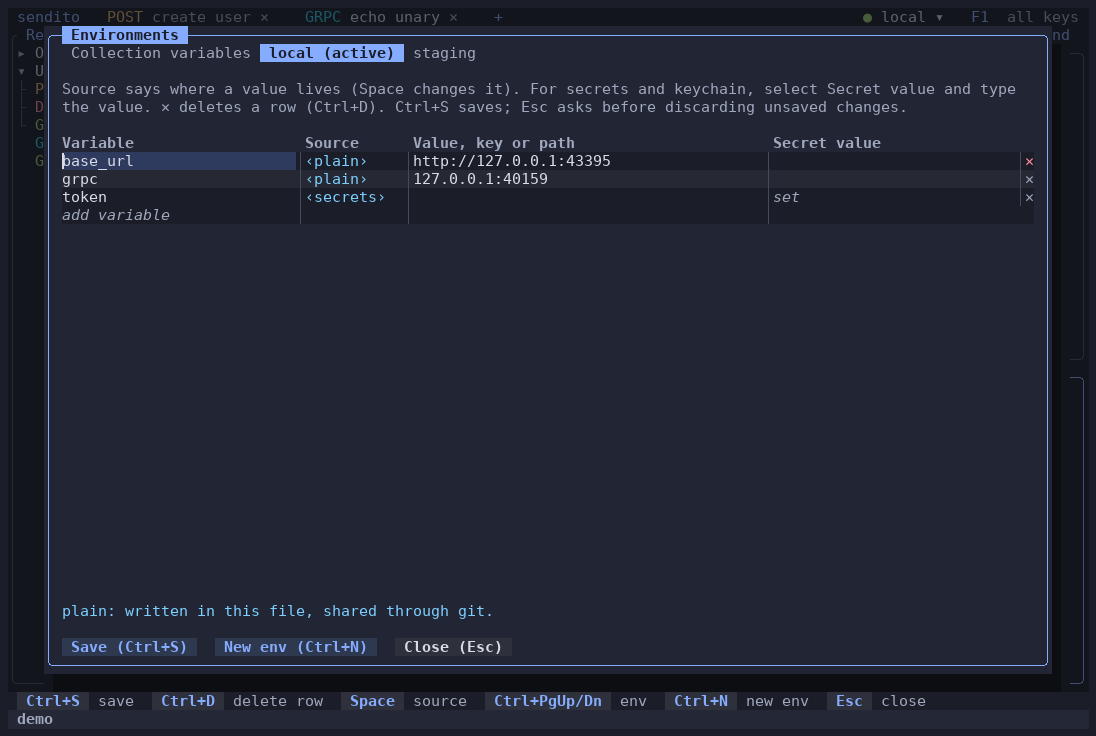 sendito POST create user × GRPC echo unary × + ● local ▾ F1 all keys
Re Environments nd
▸ O Collection variables local (active) staging
▾ U
P Source says where a value lives (Space changes it). For secrets and keychain, select Secret value and type
D the value. × deletes a row (Ctrl+D). Ctrl+S saves; Esc asks before discarding unsaved changes.
G
G Variable Source Value, key or path Secret value
G base_url ‹plain› http://127.0.0.1:43395 ×
grpc ‹plain› 127.0.0.1:40159 ×
token ‹secrets› set ×
add variable
plain: written in this file, shared through git.
Save (Ctrl+S) New env (Ctrl+N) Close (Esc)
Ctrl+S save Ctrl+D delete row Space source Ctrl+PgUp/Dn env Ctrl+N new env Esc close
demo